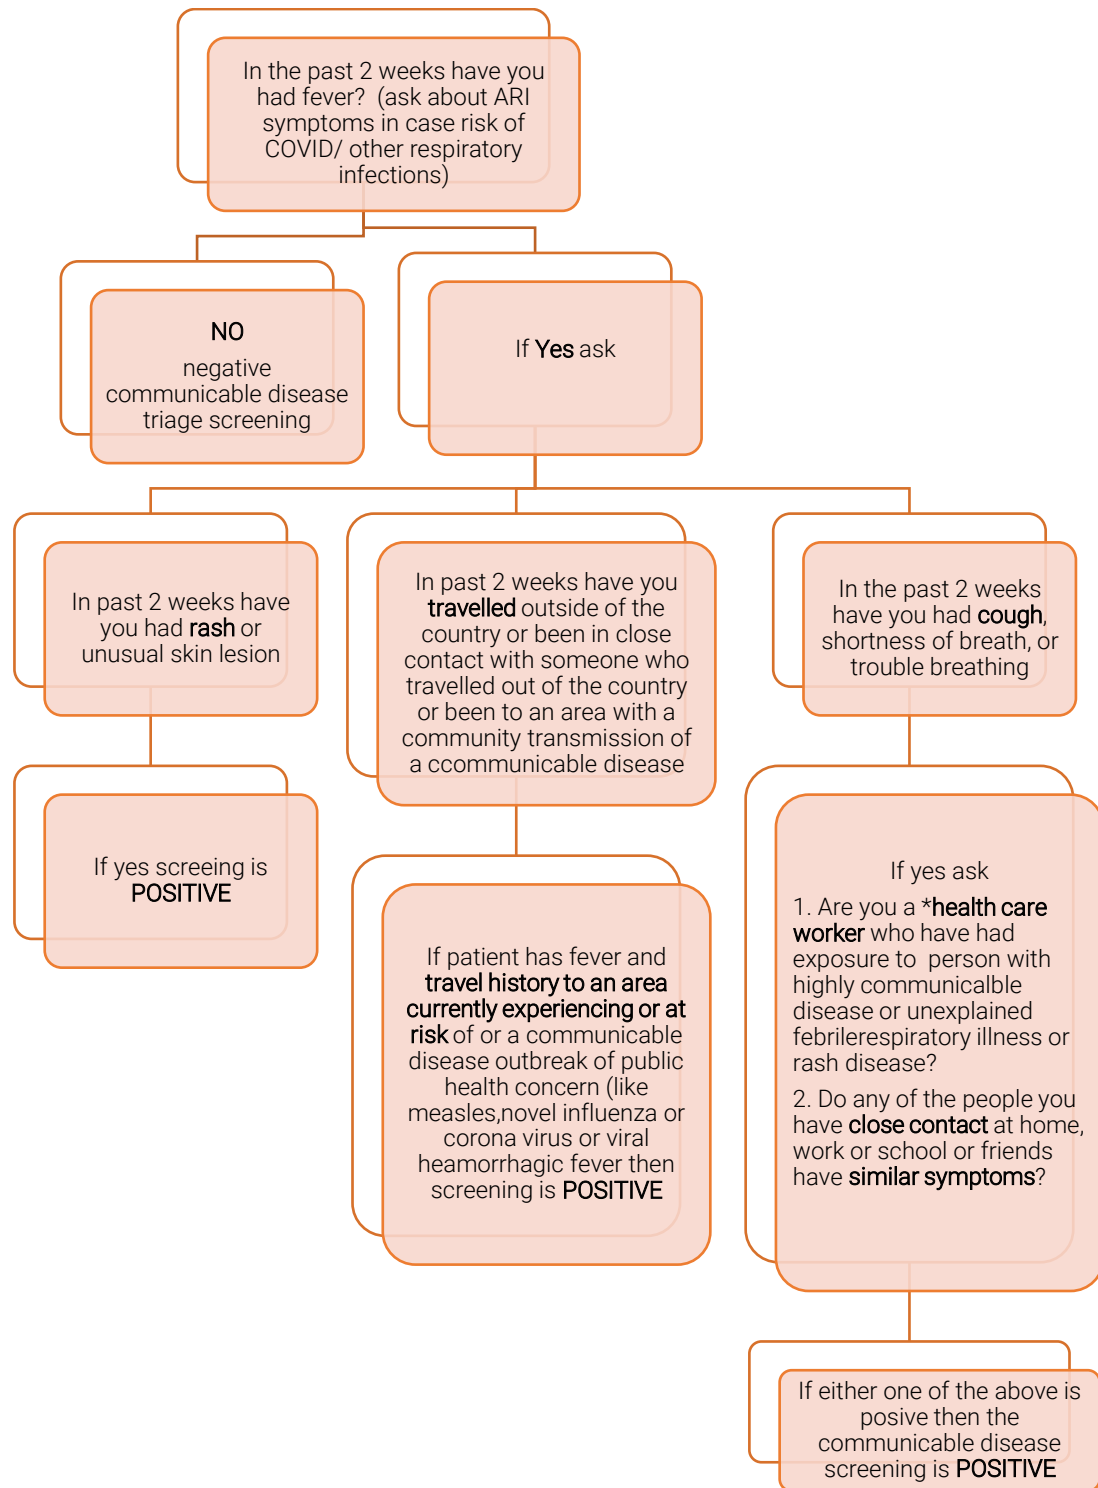 In the past 2 weeks have you
had fever? (ask about ARI
symptoms in case risk of
COVID/ other respiratory
infections)
NO
negative
communicable disease
triage screening
If Yes ask
In past 2 weeks have
you had rash or
unusual skin lesion
In past 2 weeks have you
travelled outside of the
country or been in close
contact with someone who
travelled out of the country
or been to an area with a
community transmission of
a ccommunicable disease
In the past 2 weeks
have you had cough,
shortness of breath, or
trouble breathing
If yes screeing is
POSITIVE
If patient has fever and
travel history to an area
currently experiencing or at
risk of or a communicable
disease outbreak of public
health concern (like
measles,novel influenza or
corona virus or viral
heamorrhagic fever then
screening is POSITIVE
If yes ask
1. Are you a *health care
worker who have had
exposure to person with
highly communicalble
disease or unexplained
febrilerespiratory illness or
rash disease?
2. Do any of the people you
have close contact at home,
work or school or friends
have similar symptoms?
If either one of the above is
posive then the
communicable disease
screening is POSITIVE